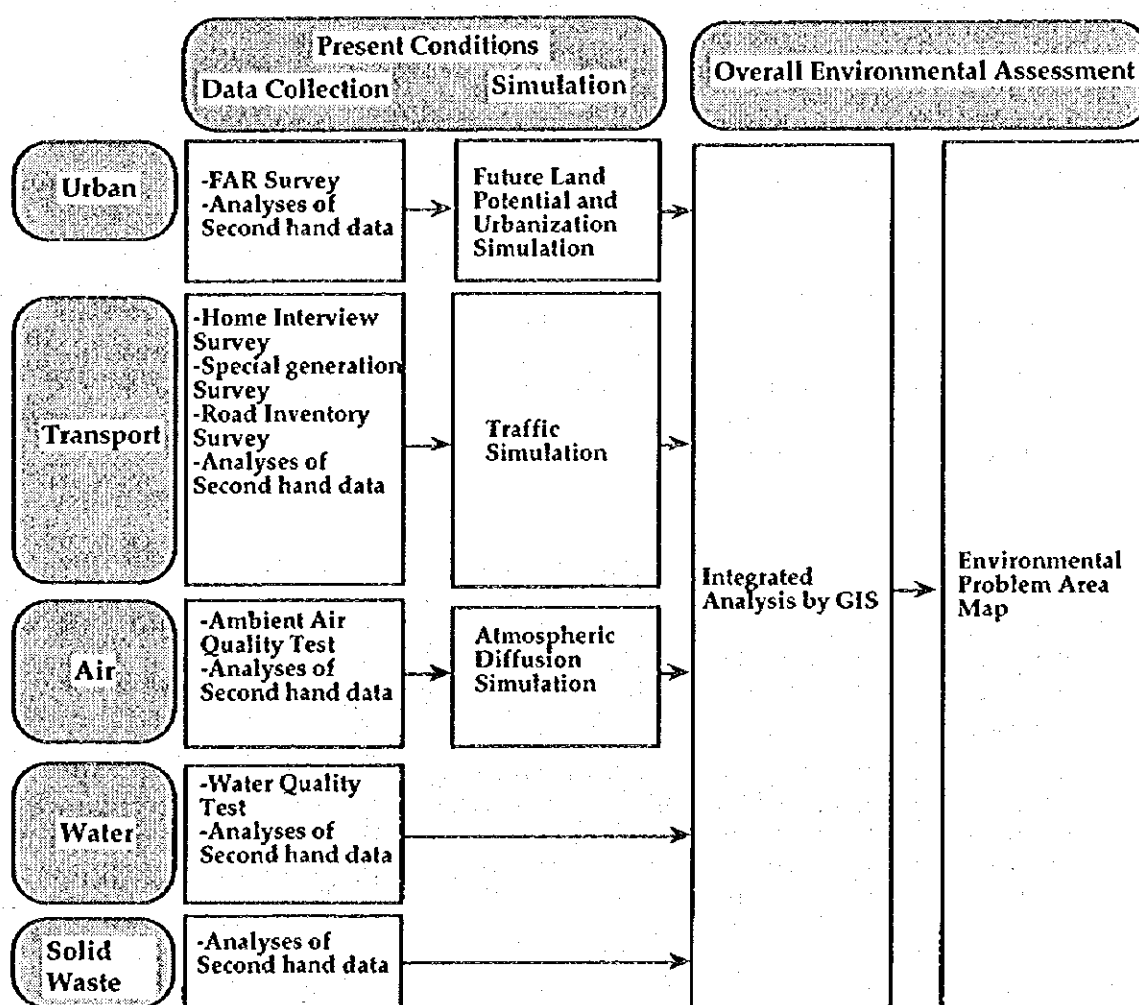 Present Conditions
Data Collection Simulation
Overall Environmental Assessment
Urban
-FAR Survey
-Analyses of
Second hand data
Future Land
Potential and
Urbanization
Simulation
Transport
-Home Interview
Survey
-Special generation
Survey
-Road Inventory
Survey
-Analyses of
Second hand data
Traffic
Simulation
Air
-Ambient Air
Quality Test
-Analyses of
Second hand data
Atmospheric
Diffusion
Simulation
Water
-Water Quality
Test
-Analyses of
Second hand data
Solid
Waste
-Analyses of
Second hand data
Integrated
Analysis by GIS
Environmental
Problem Area
Map